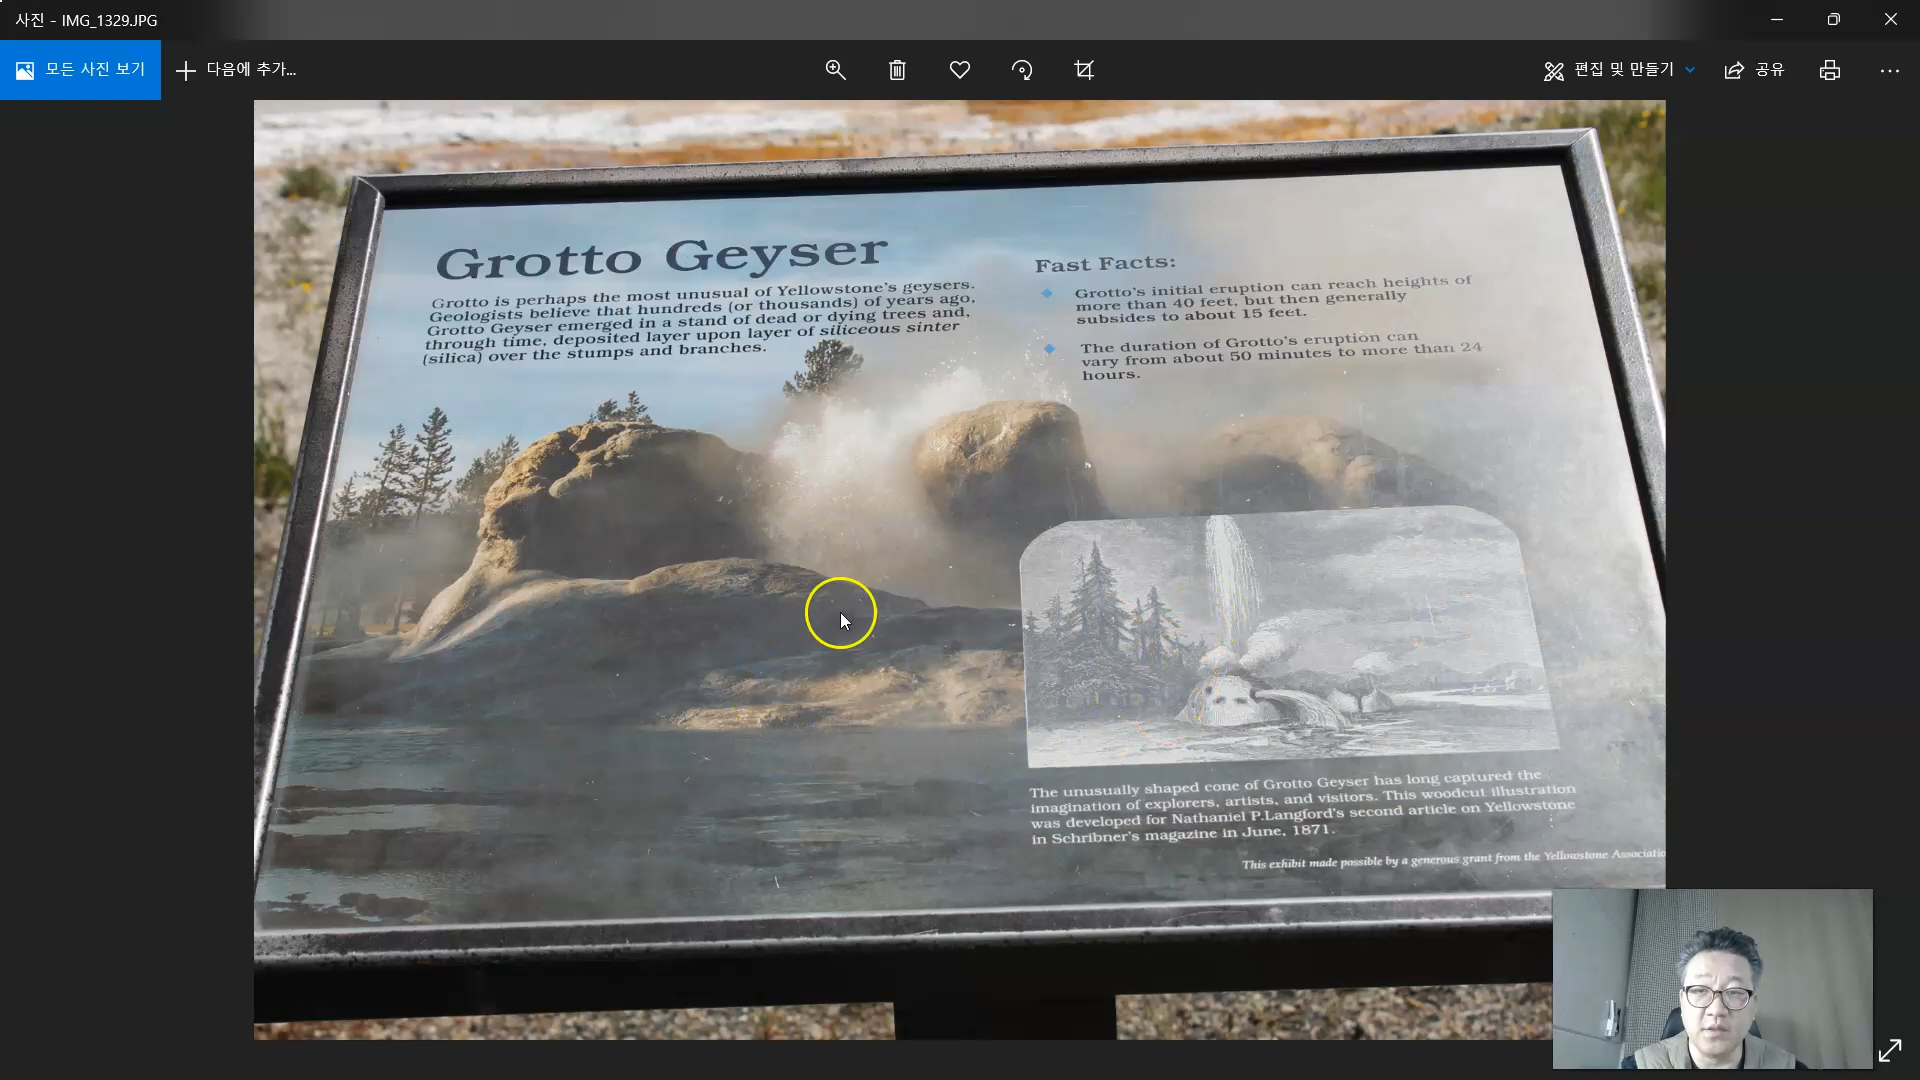 사진 - IMG_1329.JPG
모든 사진 보기
다음에 추가...
편집 및 만들기
공유
Grotto Geyser
Grotto is perhaps the most unusual of Yellowstone's geysers.
Geologists believe that hundreds (or thousands) of years ago,
Grotto Geyser emerged in a stand of dead or dying trees and,
through time, deposited layer upon layer of siliceous sinter
(silica) over the stumps and branches.
Fast Facts:
Grotto's initial eruption can reach heights of
more than 40 feet, but then generally
subsides to about 15 feet.
The duration of Grotto's eruption can
vary from about 50 minutes to more than 24
hours.
The unusually shaped cone of Grotto Geyser has long captured the
imagination of explorers, artists, and visitors. This woodcut illustration
was developed for Nathaniel P.Langford's second article on Yellowstone
in Schribner's magazine in June, 1871.
This exhibit made possible by a generous grant from the Yellowstone Associatio